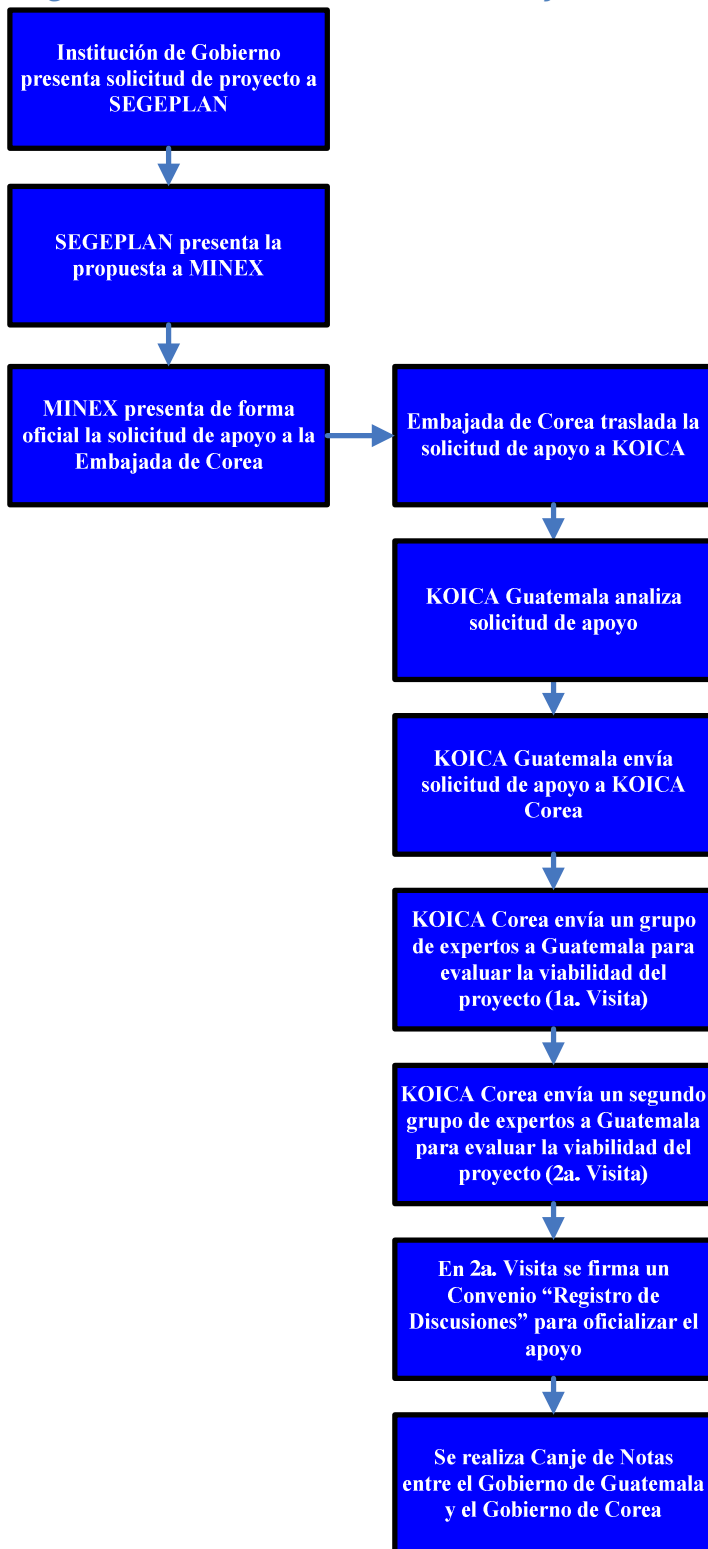 Institución de Gobierno
presenta solicitud de proyecto a
SEGEPLAN
SEGEPLAN presenta la
propuesta a MINEX
MINEX presenta de forma
oficial la solicitud de apoyo a la
Embajada de Corea
Embajada de Corea traslada la
solicitud de apoyo a KOICA
KOICA Guatemala analiza
solicitud de apoyo
KOICA Guatemala envía
solicitud de apoyo a KOICA
Corea
KOICA Corea envía un grupo
de expertos a Guatemala para
evaluar la viabilidad del
proyecto (1a. Visita)
KOICA Corea envía un segundo
grupo de expertos a Guatemala
para evaluar la viabilidad del
proyecto (2a. Visita)
En 2a. Visita se firma un
Convenio “Registro de
Discusiones” para oficializar el
apoyo
Se realiza Canje de Notas
entre el Gobierno de Guatemala
y el Gobierno de Corea